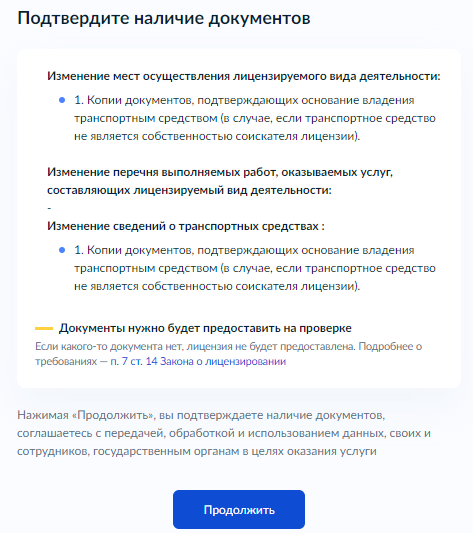 Подтвердите наличие документов
Изменение мест осуществления лицензируемого вида деятельности:
1. Копии документов, подтверждающих основание владения
транспортным средством (в случае, если транспортное средство
не является собственностью соискателя лицензии).
Изменение перечня выполняемых работ, оказываемых услуг,
составляющих лицензируемый вид деятельности:
-
Изменение сведений о транспортных средствах :
1. Копии документов, подтверждающих основание владения
транспортным средством (в случае, если транспортное средство
не является собственностью соискателя лицензии).
Документы нужно будет предоставить на проверке
Если какого-то документа нет, лицензия не будет предоставлена. Подробнее о
требованиях — п. 7 ст. 14 Закона о лицензировании
Нажимая «Продолжить», вы подтверждаете наличие документов,
соглашаетесь с передачей, обработкой и использованием данных, своих и
сотрудников, государственным органам в целях оказания услуги
Продолжить